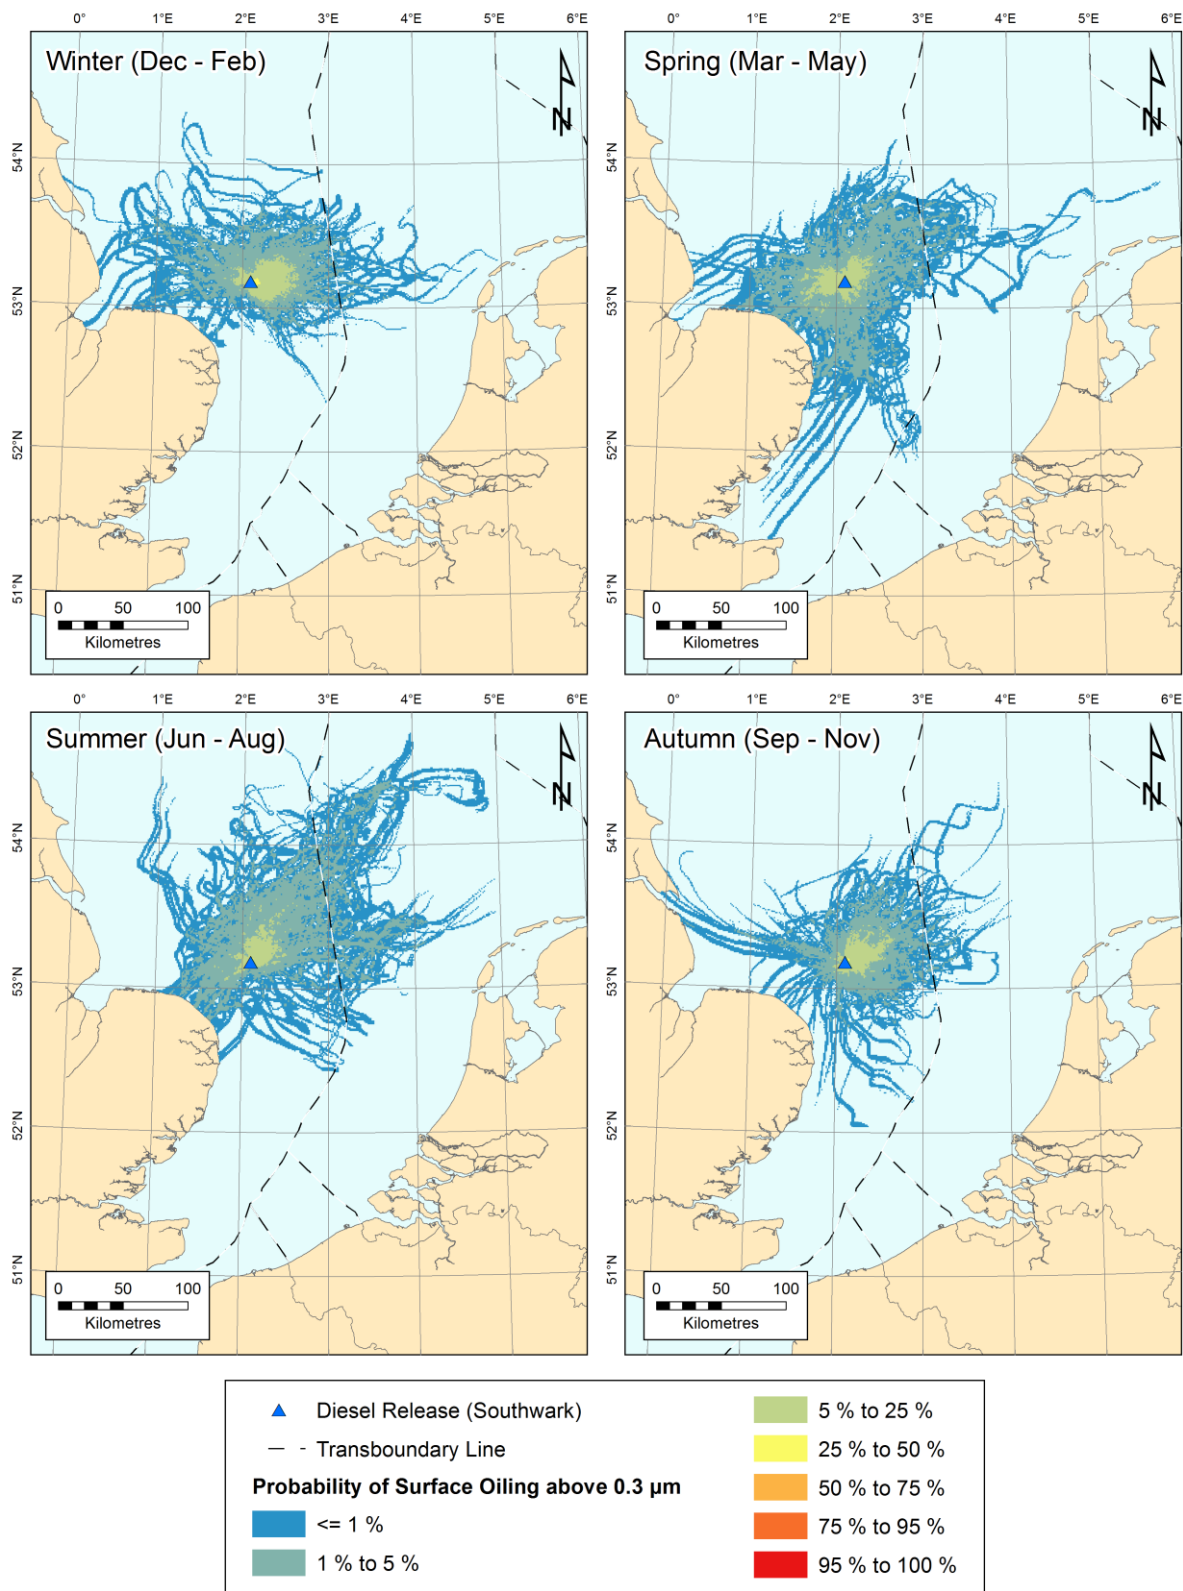 0° 1°E 2°E 3°E 4°E 5°E 6°E
0° 1°E 2°E 3°E 4°E 5°E 6°E
Winter (Dec - Feb)
N
54°N
53°N
52°N
51°N
0 50 100
Kilometres
0° 1°E 2°E 3°E 4°E 5°E 6°E
0° 1°E 2°E 3°E 4°E 5°E 6°E
Spring (Mar - May)
N
54°N
53°N
52°N
51°N
0 50 100
Kilometres
Summer (Jun - Aug)
N
54°N
53°N
52°N
51°N
0 50 100
Kilometres
Autumn (Sep - Nov)
N
54°N
53°N
52°N
51°N
0 50 100
Kilometres
Diesel Release (Southwark)
Transboundary Line
Probability of Surface Oiling above 0.3 µm
<= 1 %
1 % to 5 %
5 % to 25 %
25 % to 50 %
50 % to 75 %
75 % to 95 %
95 % to 100 %